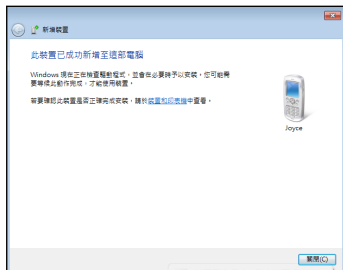 新增裝置
此裝置已成功新增至這部電腦
Windows 現在正在檢查驅動程式，並會在必要時予以安裝。您可能需
要等候此動作完成，才能使用裝置。
若要確認此裝置是否正確完成安裝，請於裝置和印表機中查看。
Joyce
關閉(C)